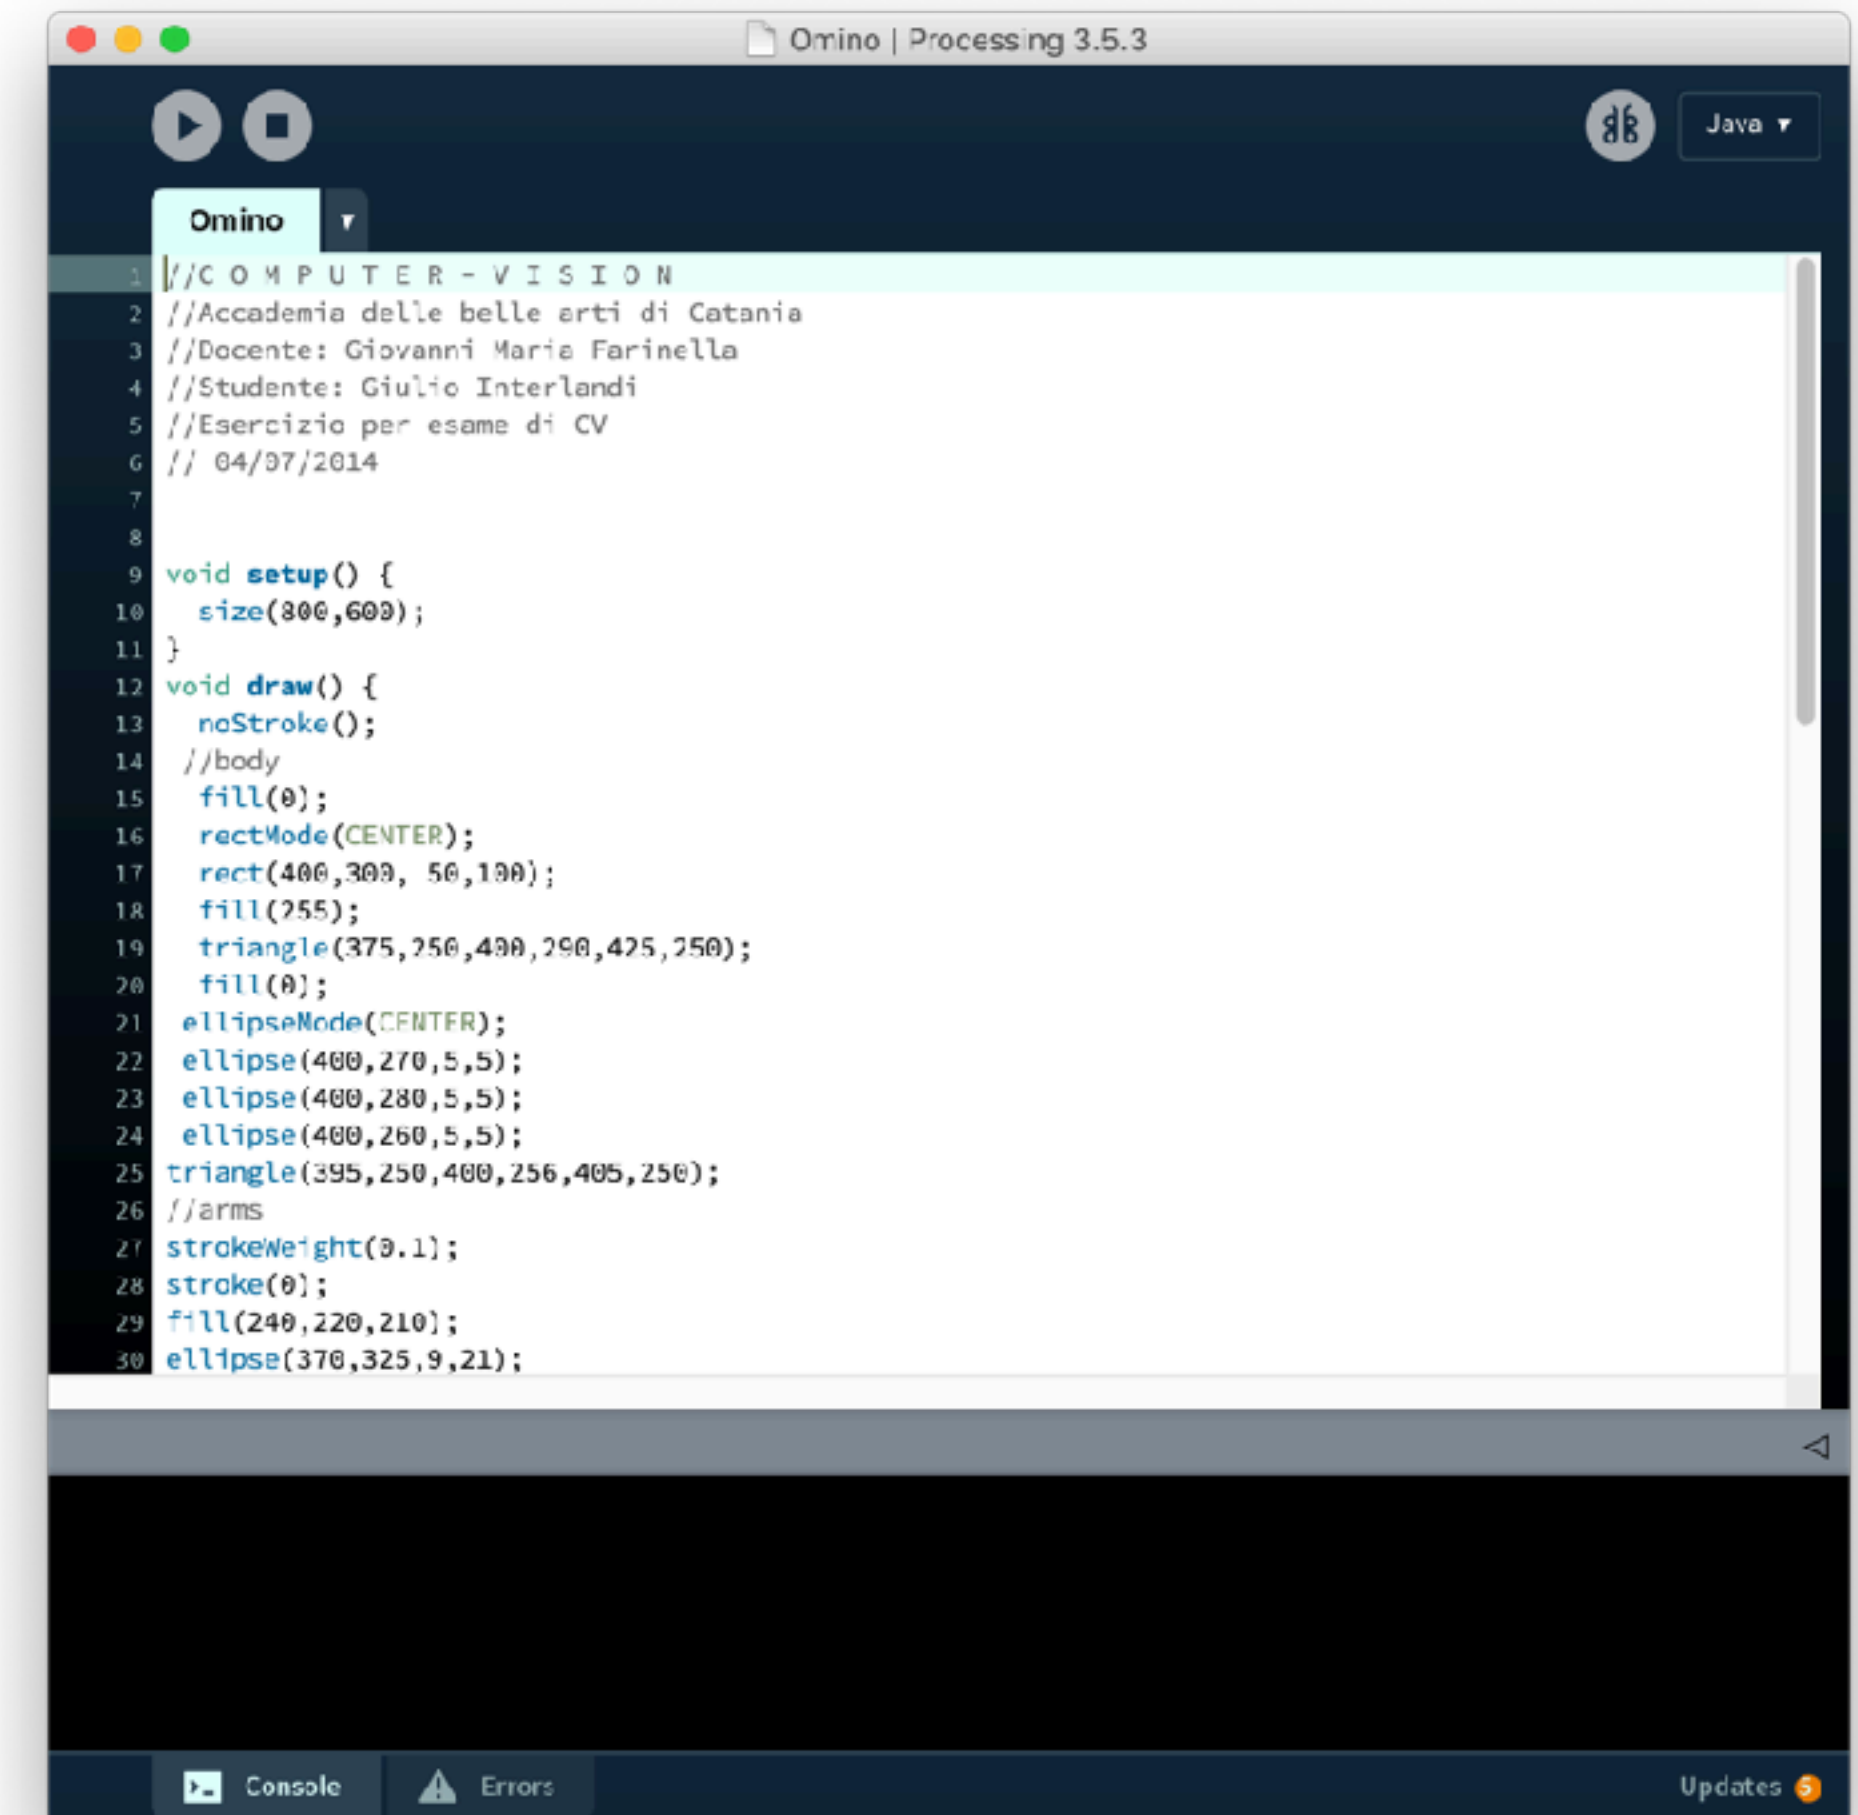 Omino | Processing 3.5.3
Java
Omino
1 //C O M P U T E R - V I S I O N
2 //Accademia delle belle arti di Catania
3 //Docente: Giovanni Maria Farinella
4 //Studente: Giulio Interlandi
5 //Esercizio per esame di CV
6 // 04/07/2014
7
8
9 void setup() {
10 size(800,600);
11 }
12 void draw() {
13 noStroke();
14 //body
15 fill(0);
16 rectMode(CENTER);
17 rect(400,300, 50,100);
18 fill(255);
19 triangle(375,250,400,290,425,250);
20 fill(0);
21 ellipseMode(CENTER);
22 ellipse(400,270,5,5);
23 ellipse(400,280,5,5);
24 ellipse(400,260,5,5);
25 triangle(395,250,400,256,405,250);
26 //arms
27 strokeWeight(0.1);
28 stroke(0);
29 fill(240,220,210);
30 ellipse(370,325,9,21);
Console Errors Updates 5